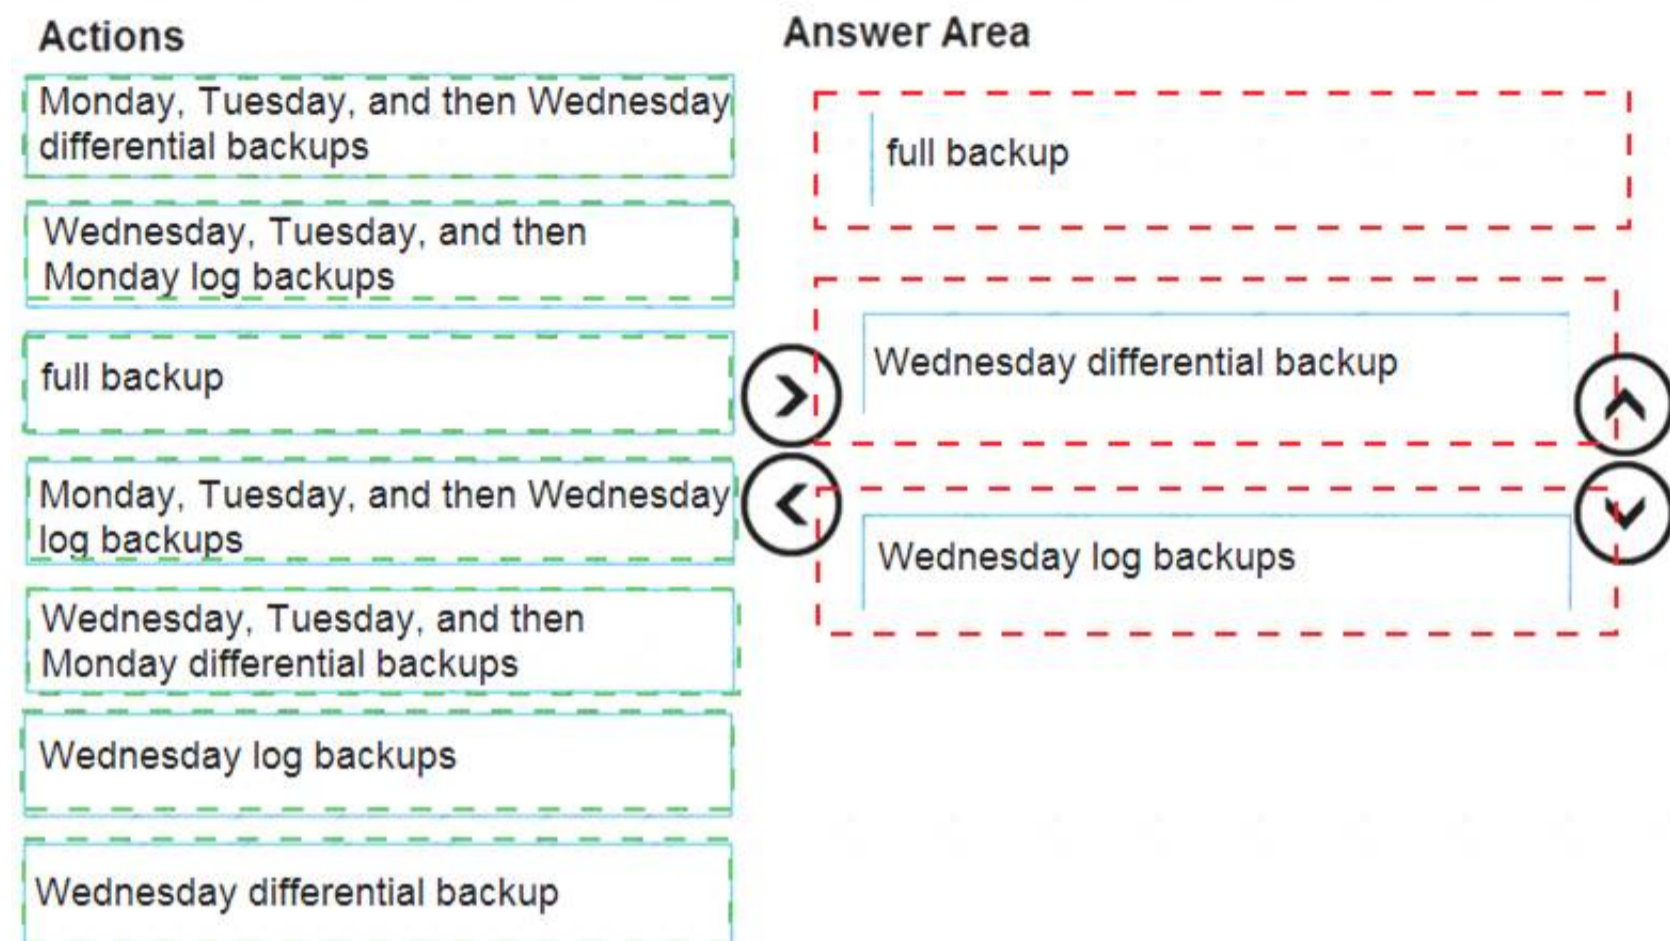 Actions
Monday, Tuesday, and then Wednesday
differential backups
Wednesday, Tuesday, and then
Monday log backups
full backup
Monday, Tuesday, and then Wednesday
log backups
Wednesday, Tuesday, and then
Monday differential backups
Wednesday log backups
Wednesday differential backup
Answer Area
full backup
Wednesday differential backup
Wednesday log backups